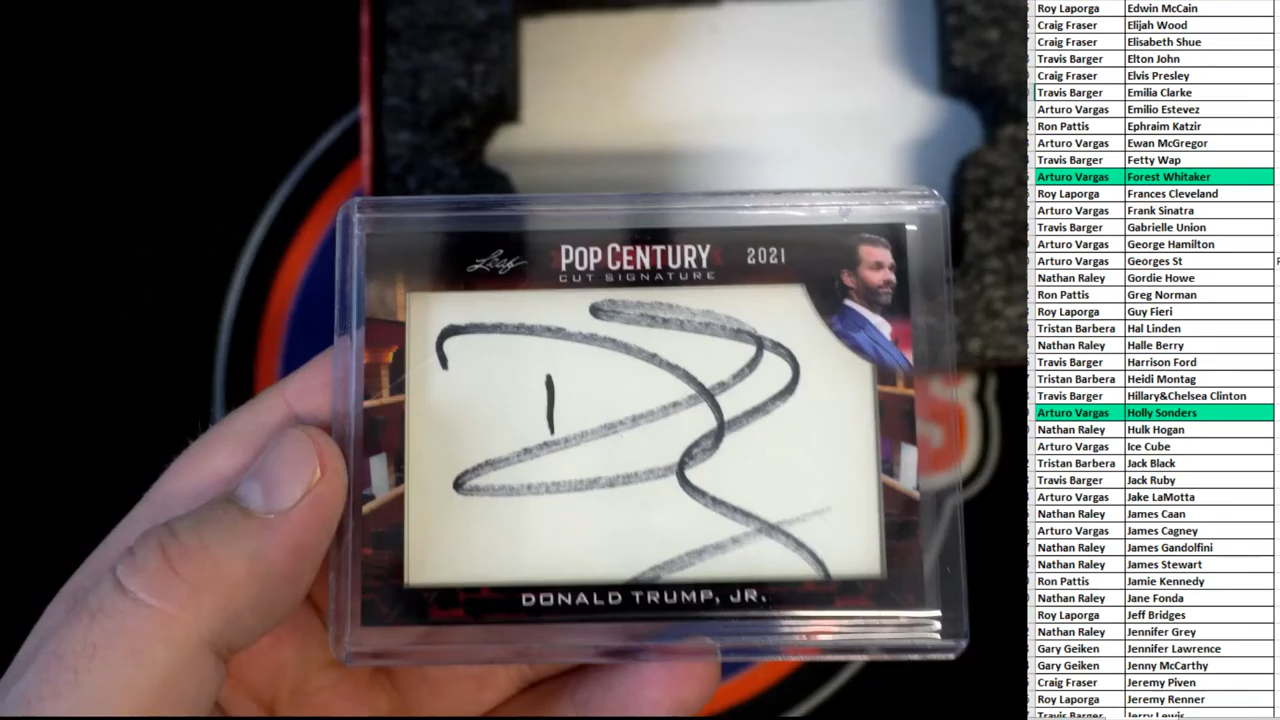 Leaf
POP CENTURY
CUT SIGNATURE
2021
DONALD TRUMP, JR.
Roy Laporga Edwin McCain
Craig Fraser Elijah Wood
Craig Fraser Elisabeth Shue
Travis Barger Elton John
Craig Fraser Elvis Presley
Travis Barger Emilia Clarke
Arturo Vargas Emilio Estevez
Ron Pattis Ephraim Katzir
Arturo Vargas Ewan McGregor
Travis Barger Fetty Wap
Arturo Vargas Forest Whitaker
Roy Laporga Frances Cleveland
Arturo Vargas Frank Sinatra
Travis Barger Gabrielle Union
Arturo Vargas George Hamilton
Arturo Vargas Georges St
Nathan Raley Gordie Howe
Ron Pattis Greg Norman
Roy Laporga Guy Fieri
Tristan Barbera Hal Linden
Nathan Raley Halle Berry
Travis Barger Harrison Ford
Tristan Barbera Heidi Montag
Travis Barger Hillary&Chelsea Clinton
Arturo Vargas Holly Sonders
Nathan Raley Hulk Hogan
Arturo Vargas Ice Cube
Tristan Barbera Jack Black
Travis Barger Jack Ruby
Arturo Vargas Jake LaMotta
Nathan Raley James Caan
Arturo Vargas James Cagney
Nathan Raley James Gandolfini
Nathan Raley James Stewart
Ron Pattis Jamie Kennedy
Nathan Raley Jane Fonda
Roy Laporga Jeff Bridges
Nathan Raley Jennifer Grey
Gary Geiken Jennifer Lawrence
Gary Geiken Jenny McCarthy
Craig Fraser Jeremy Piven
Roy Laporga Jeremy Renner
Travis Barger Jerry Lewis